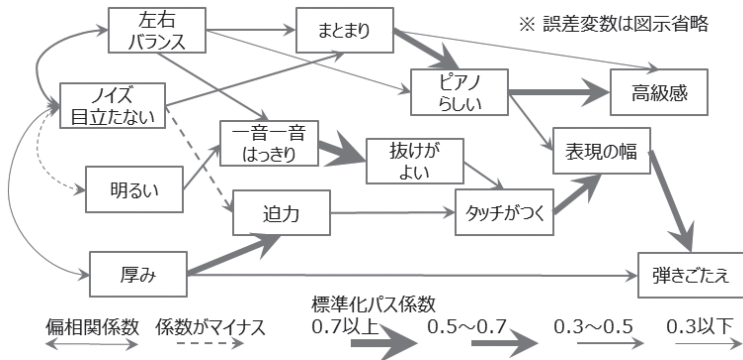 左右
バランス
まとまり
※ 誤差変数は図示省略
ノイズ
目立たない
ピアノ
らしい
高級感
一音一音
はっきり
抜けが
よい
表現の幅
明るい
迫力
タッチがつく
厚み
弾きごたえ
標準化パス係数
偏相関係数
係数がマイナス
0.7以上
0.5～0.7
0.3～0.5
0.3以下